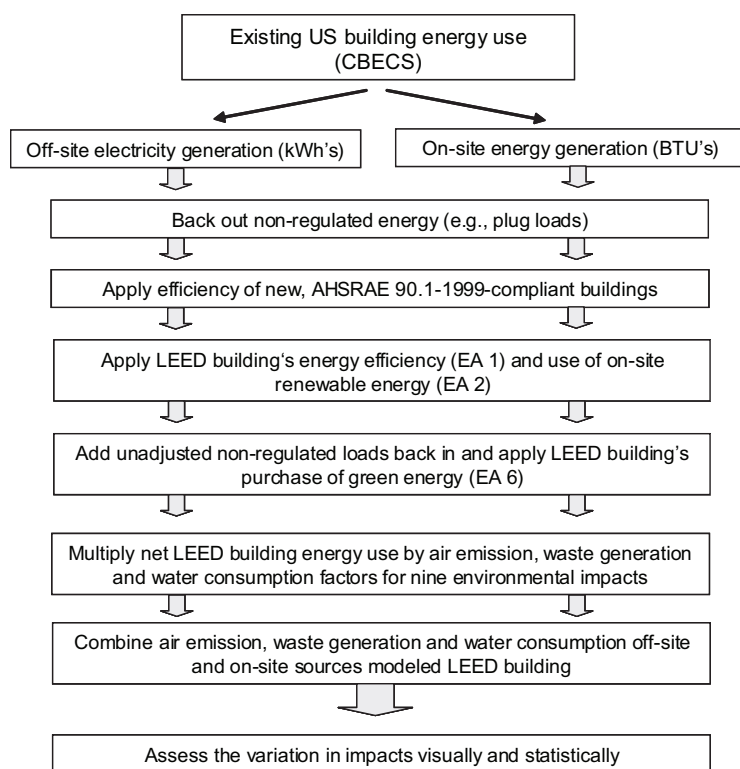 Existing US building energy use
(CBECS)
Off-site electricity generation (kWh's)
On-site energy generation (BTU's)
Back out non-regulated energy (e.g., plug loads)
Apply efficiency of new, AHSRAE 90.1-1999-compliant buildings
Apply LEED building's energy efficiency (EA 1) and use of on-site
renewable energy (EA 2)
Add unadjusted non-regulated loads back in and apply LEED building's
purchase of green energy (EA 6)
Multiply net LEED building energy use by air emission, waste generation
and water consumption factors for nine environmental impacts
Combine air emission, waste generation and water consumption off-site
and on-site sources modeled LEED building
Assess the variation in impacts visually and statistically